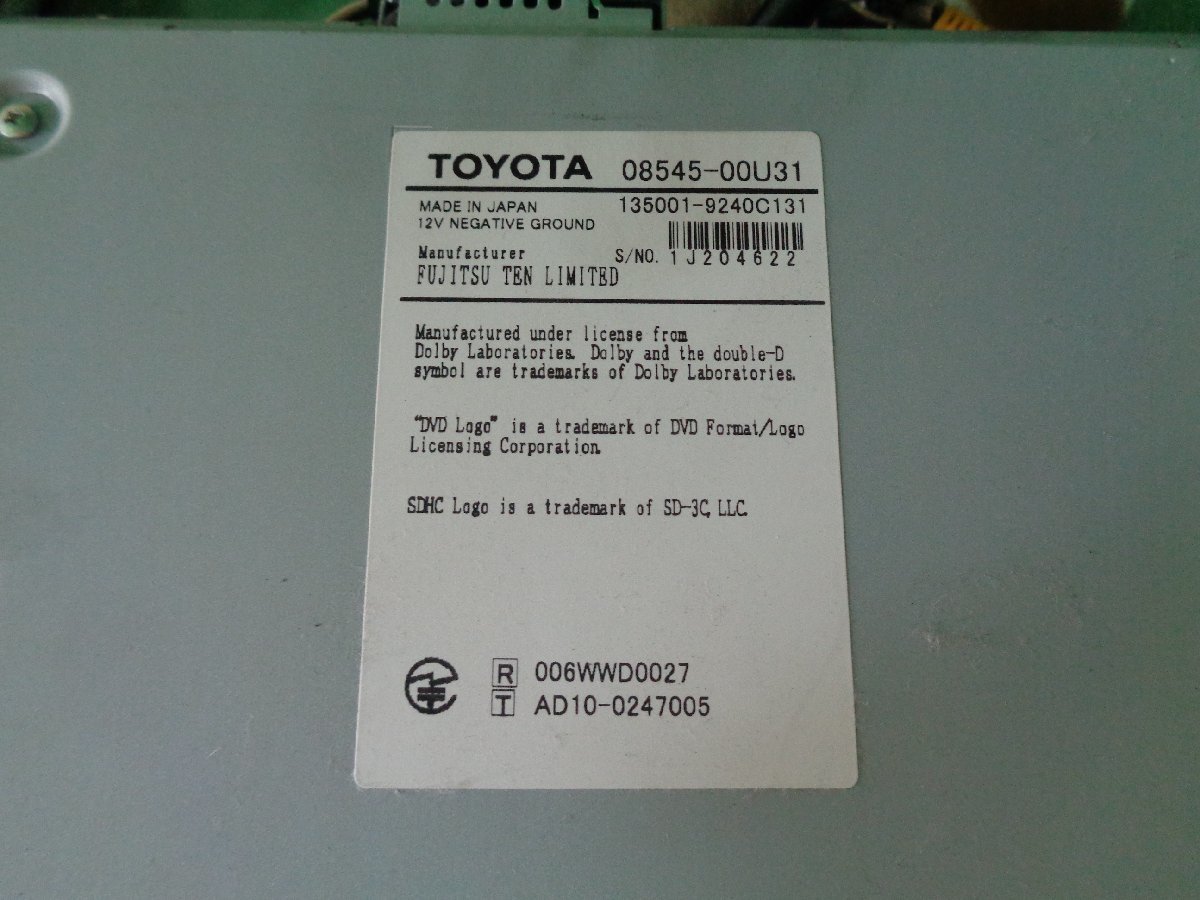 TOYOTA 08545-00U31
MADE IN JAPAN 135001-9240C131
12V NEGATIVE GROUND
Manufacturer S/NO. 1J204622
FUJITSU TEN LIMITED
Manufactured under license from
Dolby Laboratories. Dolby and the double-D
symbol are trademarks of Dolby Laboratories.
"DVD Logo" is a trademark of DVD Format/Logo
Licensing Corporation.
SDHC Logo is a trademark of SD-3C, LLC.
R 006WWD0027
T AD10-0247005